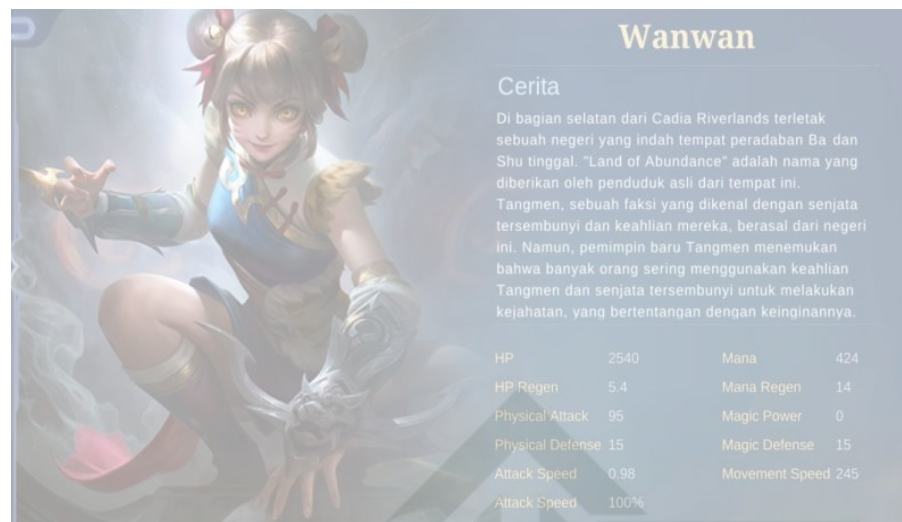 Wanwan
Cerita
Di bagian selatan dari Cadia Riverlands terletak
sebuah negeri yang indah tempat peradaban Ba dan
Shu tinggal. "Land of Abundance" adalah nama yang
diberikan oleh penduduk asli dari tempat ini.
Tangmen, sebuah faksi yang dikenal dengan senjata
tersembunyi dan keahlian mereka, berasal dari negeri
ini. Namun, pemimpin baru Tangmen menemukan
bahwa banyak orang sering menggunakan keahlian
Tangmen dan senjata tersembunyi untuk melakukan
kejahatan, yang bertentangan dengan keinginannya.
HP 2540 Mana 424
HP Regen 5.4 Mana Regen 14
Physical Attack 95 Magic Power 0
Physical Defense 15 Magic Defense 15
Attack Speed 0.98 Movement Speed 245
Attack Speed 100%